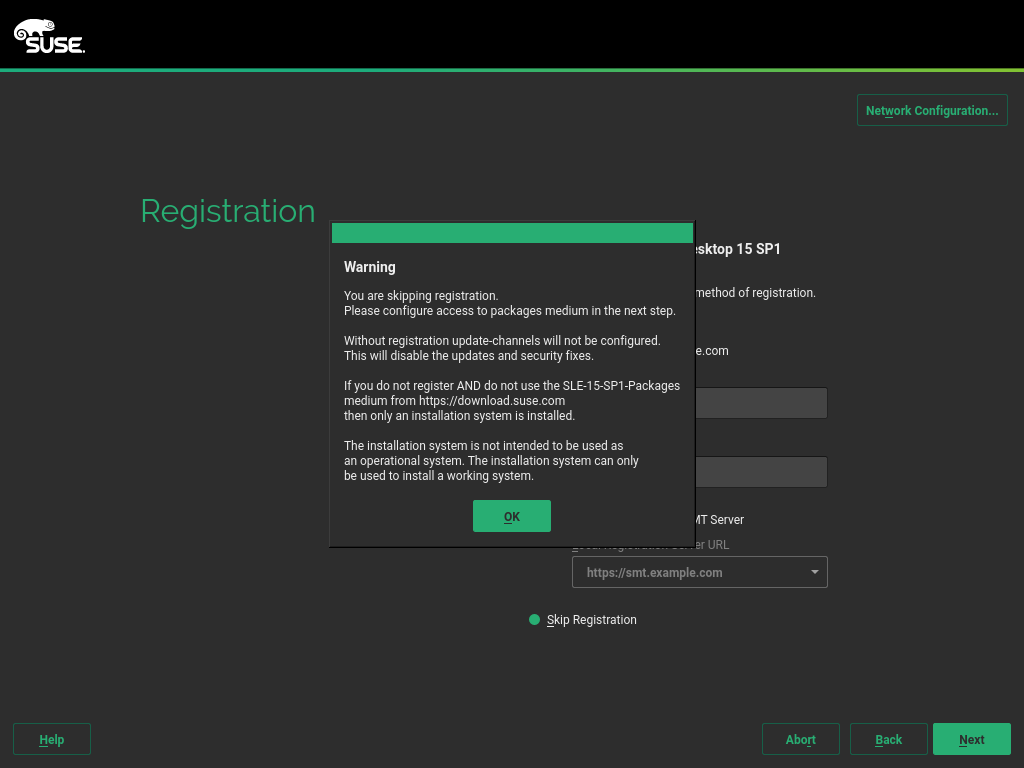 SUSE.
Network Configuration...
Registration
sktop 15 SP1
Warning
You are skipping registration.
method of registration.
Please configure access to packages medium in the next step.
Without registration update-channels will not be configured.
e.com
This will disable the updates and security fixes.
If you do not register AND do not use the SLE-15-SP1-Packages
medium from https://download.suse.com
then only an installation system is installed.
The installation system is not intended to be used as
an operational system. The installation system can only
be used to install a working system.
OK
MT Server
URL
https://smt.example.com
Skip Registration
Help
Abort
Back
Next